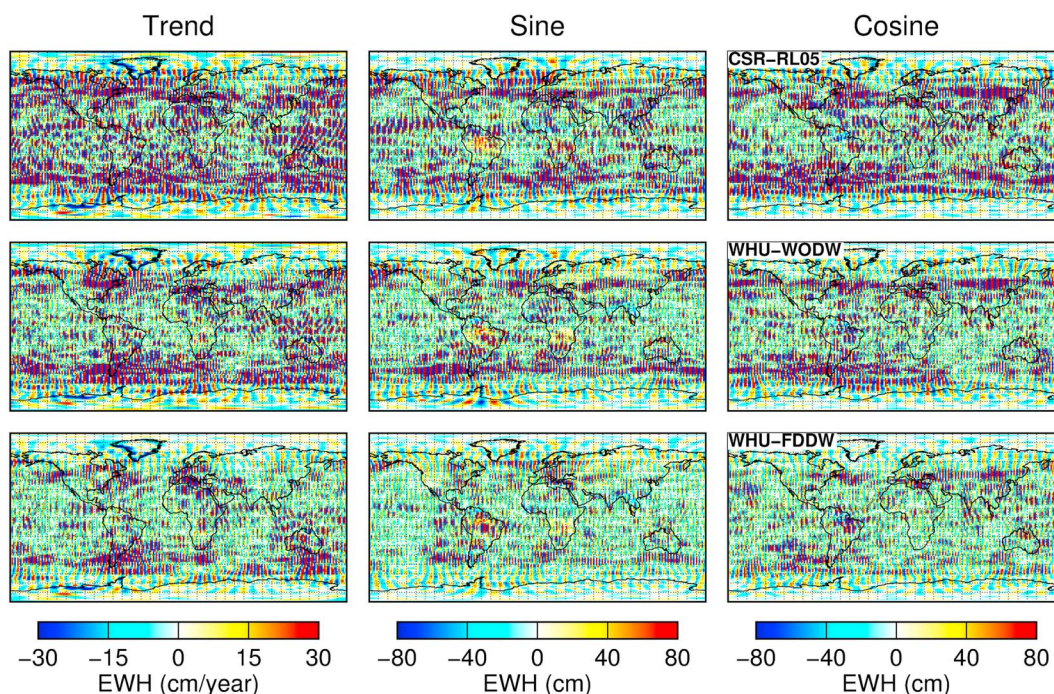 Trend Sine Cosine
CSR−RL05
WHU−WODW
WHU−FDDW
−30 −15 0 15 30 −80 −40 0 40 80 −80 −40 0 40 80
EWH (cm/year) EWH (cm) EWH (cm)